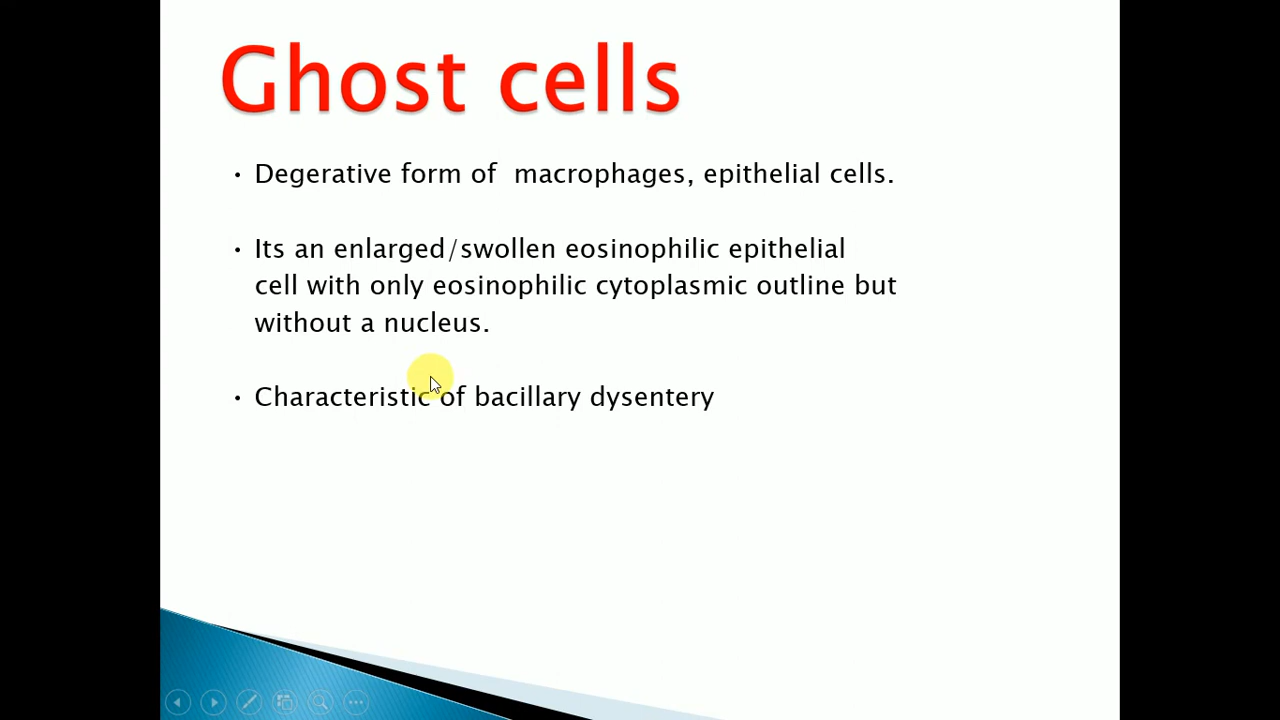 Ghost cells
• Degerative form of  macrophages, epithelial cells.
• Its an enlarged/swollen eosinophilic epithelial
cell with only eosinophilic cytoplasmic outline but
without a nucleus.
• Characteristic of bacillary dysentery